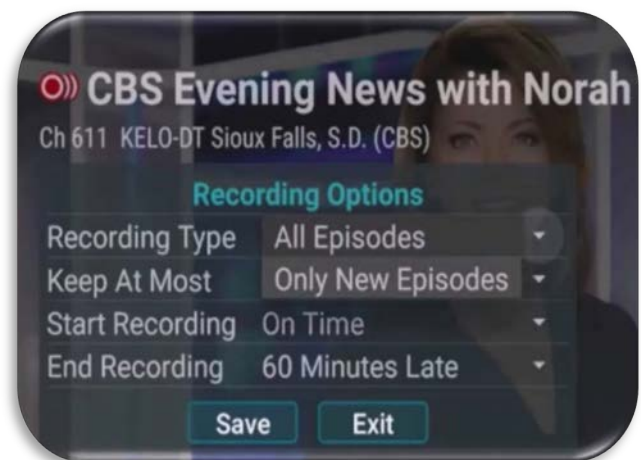 CBS Evening News with Norah
Ch 611 KELO-DT Sioux Falls, S.D. (CBS)
Recording Options
Recording Type All Episodes
Keep At Most Only New Episodes
Start Recording On Time
End Recording 60 Minutes Late
Save Exit